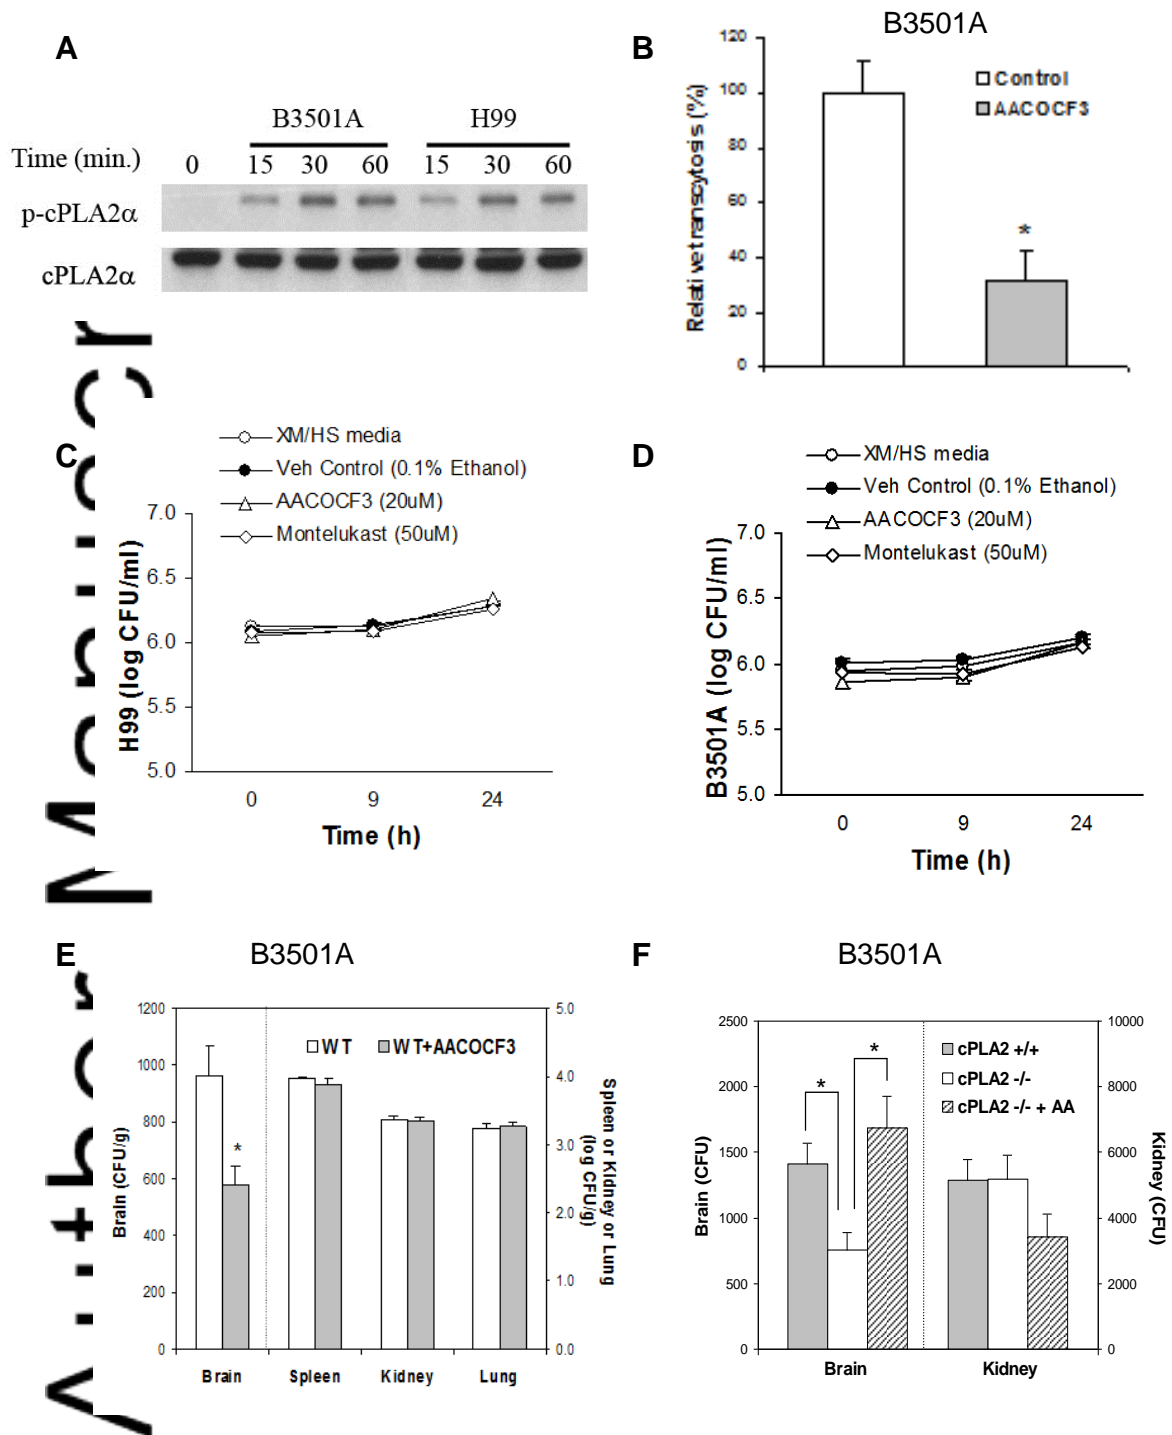 A
B3501A H99
Time (min.) 0 15 30 60 15 30 60
p-cPLA2α
cPLA2α
B
B3501A
Relative transcytosis (%)
120
100
80
60
40
20
0
Control
AACOCF3
*
C
XM/HS media
Veh Control (0.1% Ethanol)
AACOCF3 (20uM)
Montelukast (50uM)
H99 (log CFU/ml)
7.0
6.5
6.0
5.5
5.0
0 9 24
Time (h)
D
XM/HS media
Veh Control (0.1% Ethanol)
AACOCF3 (20uM)
Montelukast (50uM)
B3501A (log CFU/ml)
7.0
6.5
6.0
5.5
5.0
0 9 24
Time (h)
E
B3501A
Brain (CFU/g)
1200
1000
800
600
400
200
0
WT WT+AACOCF3
*
5.0
4.0
3.0
2.0
1.0
0.0
Spleen or Kidney or Lung
(log CFU/g)
Brain Spleen Kidney Lung
F
B3501A
Brain (CFU)
2500
2000
1500
1000
500
0
cPLA2 +/+
cPLA2 -/-
cPLA2 -/- + AA
* *
10000
8000
6000
4000
2000
0
Kidney (CFU)
Brain Kidney